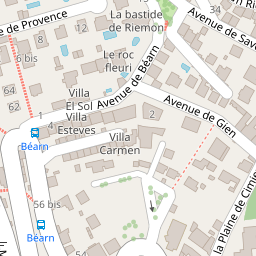 La bastide
de Riemon
e de Provence
Avenue de Save
Le roc
fleuri
6 bis
Villa
El Sol
Avenue de Béarn
64
62
Villa
Esteves
2
Avenue de Gien
Béarn
Villa
Carmen
la Plaine de Cimie
56 bis
54
Béarn